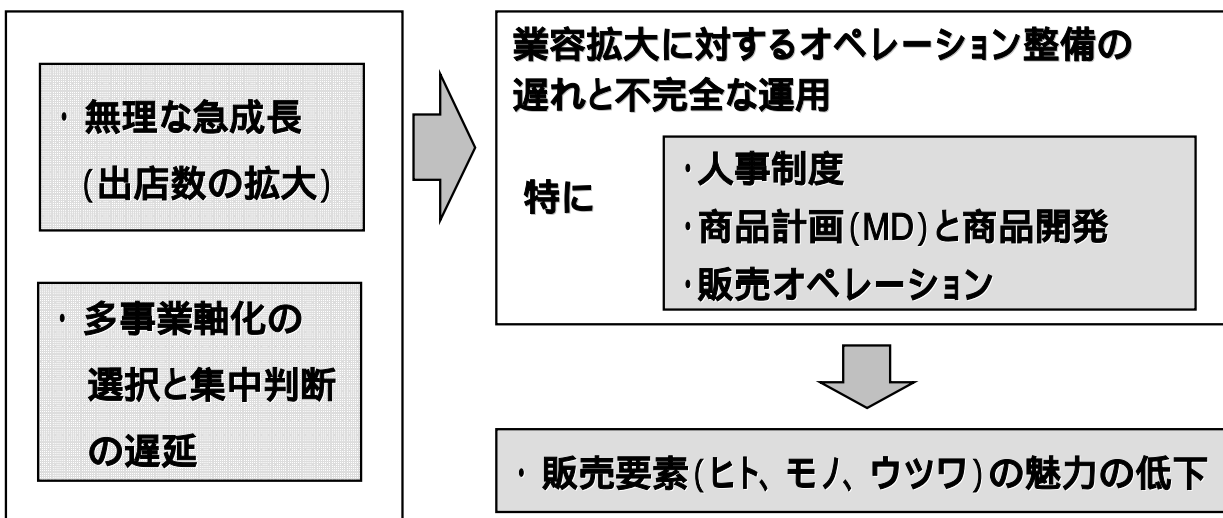 ・無理な急成長
(出店数の拡大)
・多事業軸化の
選択と集中判断
の遅延
業容拡大に対するオペレーション整備の
遅れと不完全な運用
特に
・人事制度
・商品計画(MD)と商品開発
・販売オペレーション
・販売要素(ヒト、モノ、ウツワ)の魅力の低下